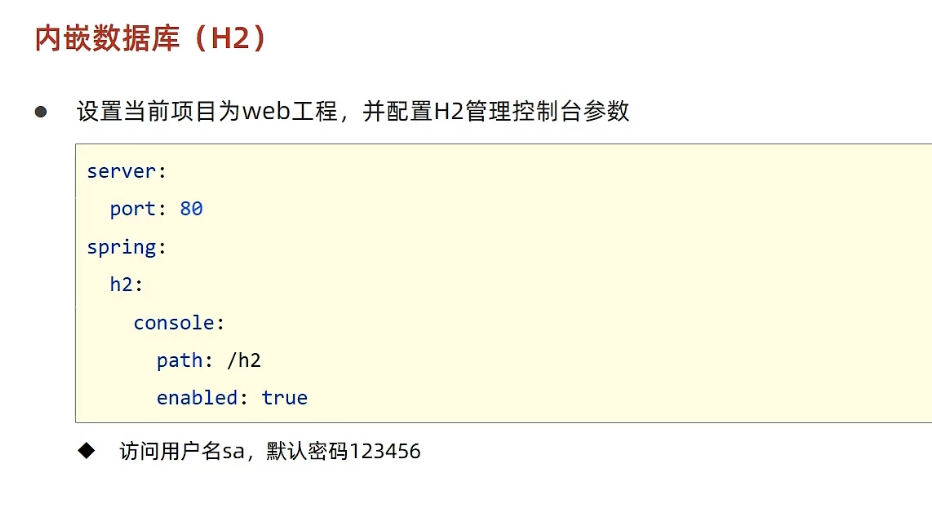 内嵌数据库（H2）
● 设置当前项目为web工程，并配置H2管理控制台参数
server:
  port: 80
spring:
  h2:
    console:
      path: /h2
      enabled: true
◆ 访问用户名sa，默认密码123456